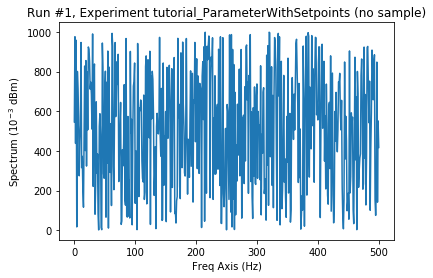 Run #1, Experiment tutorial_ParameterWithSetpoints (no sample)
1000
800
600
400
200
0
Spectrum (10⁻³ dBm)
0 100 200 300 400 500
Freq Axis (Hz)